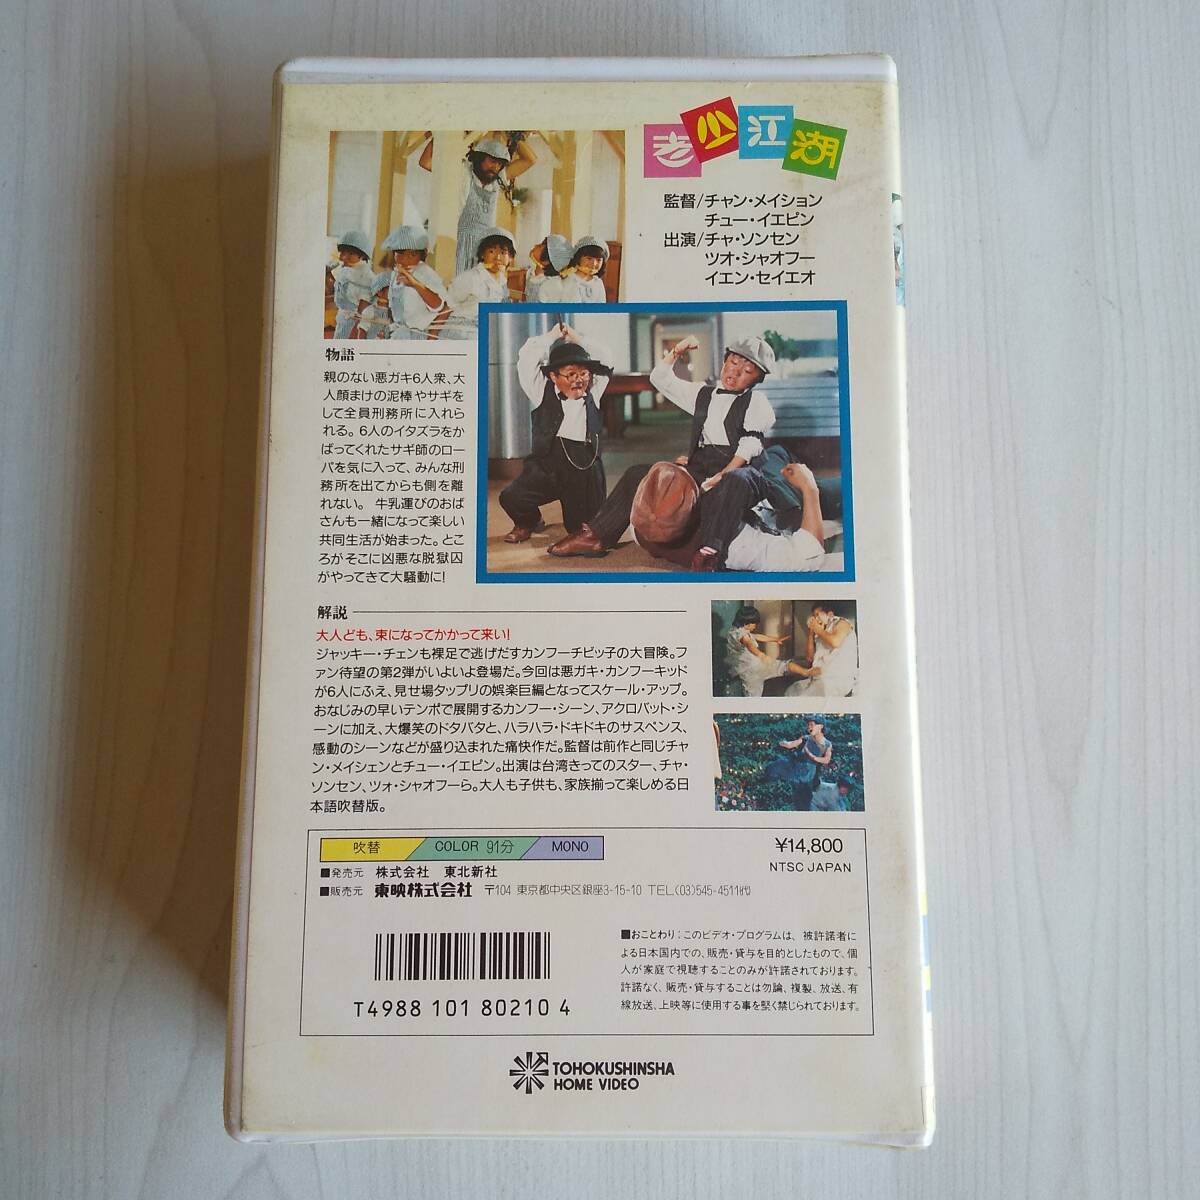 老少江湖
監督/チャン・メイション
チュー・イエピン
出演/チャ・ソンセン
ツオ・シャオフー
イエン・セイエオ
物語
親のない悪ガキ6人衆、大
人顔まけの泥棒やサギを
して全員刑務所に入れら
れる。6人のイタズラをか
ばってくれたサギ師のロー
パを気に入って、みんな刑
務所を出てからも側を離
れない。牛乳運びのおば
さんも一緒になって楽しい
共同生活が始まった。とこ
ろがそこに凶悪な脱獄囚
がやってきて大騒動に!
解説
大人ども、束になってかかって来い!
ジャッキー・チェンも裸足で逃げだすカンフーチビッ子の大冒険。フ
ァン待望の第2弾がいよいよ登場だ。今回は悪ガキ・カンフーキッド
が6人にふえ、見せ場タップリの娯楽巨編となってスケール・アップ。
おなじみの早いテンポで展開するカンフー・シーン、アクロバット・シ
ーンに加え、大爆笑のドタバタと、ハラハラ・ドキドキのサスペンス、
感動のシーンなどが盛り込まれた痛快作だ。監督は前作と同じチャ
ン・メイシェンとチュー・イエピン。出演は台湾きってのスター、チャ・
ソンセン、ツォ・シャオフーら。大人も子供も、家族揃って楽しめる日
本語吹替版。
吹替 COLOR 91分 MONO
¥14,800
NTSC JAPAN
■発売元 株式会社 東北新社
■販売元 東映株式会社 〒104 東京都中央区銀座3-15-10 TEL.(03)545-4511㈹
■おことわり:このビデオ・プログラムは、被許諾者に
よる日本国内での、販売・貸与を目的としたもので、個
人が家庭で視聴することのみが許諾されております。
許諾なく、販売・貸与することは勿論、複製、放送、有
線放送、上映等に使用する事を堅く禁じられております。
T4988 101 80210 4
TOHOKUSHINSHA
HOME VIDEO